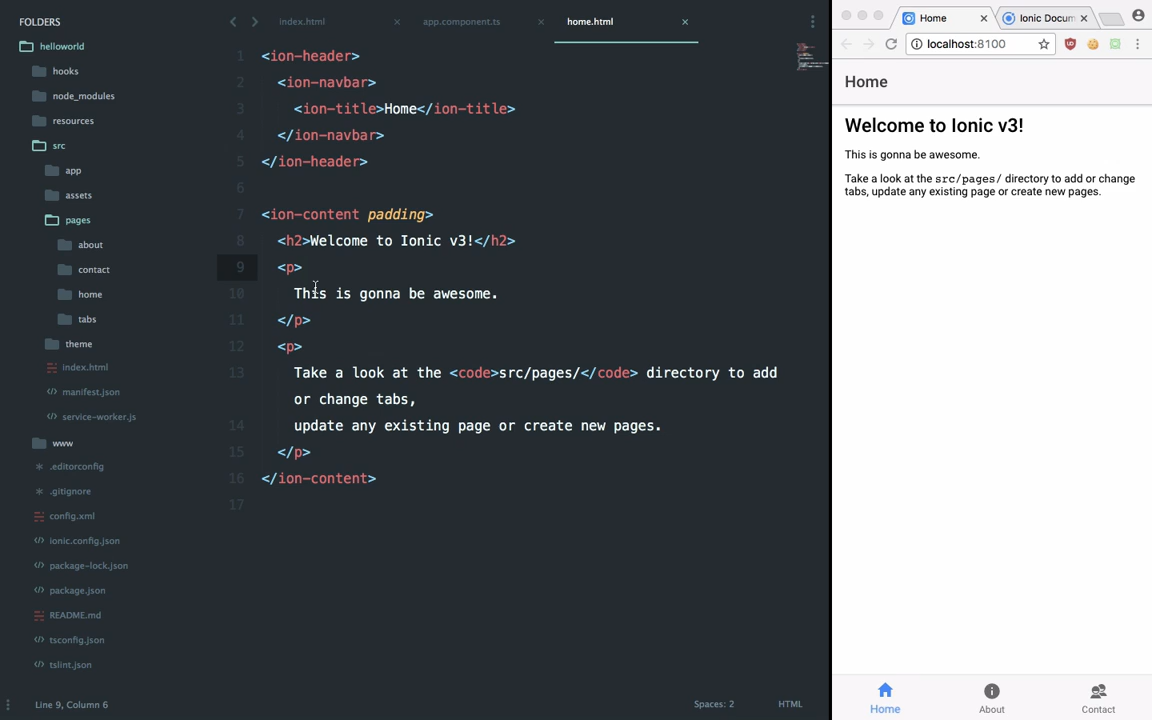 FOLDERS
helloworld
hooks
node_modules
resources
src
app
assets
pages
about
contact
home
tabs
theme
index.html
manifest.json
service-worker.js
www
.editorconfig
.gitignore
config.xml
ionic.config.json
package-lock.json
package.json
README.md
tsconfig.json
tslint.json
index.html
app.component.ts
home.html
1 <ion-header>
2 <ion-navbar>
3 <ion-title>Home</ion-title>
4 </ion-navbar>
5 </ion-header>
6
7 <ion-content padding>
8 <h2>Welcome to Ionic v3!</h2>
9 <p>
10 This is gonna be awesome.
11 </p>
12 <p>
13 Take a look at the <code>src/pages/</code> directory to add
or change tabs,
14 update any existing page or create new pages.
15 </p>
16 </ion-content>
17
Line 9, Column 6
Spaces: 2
HTML
Home
Ionic Docum
localhost:8100
Home
Welcome to Ionic v3!
This is gonna be awesome.
Take a look at the src/pages/ directory to add or change
tabs, update any existing page or create new pages.
Home
About
Contact